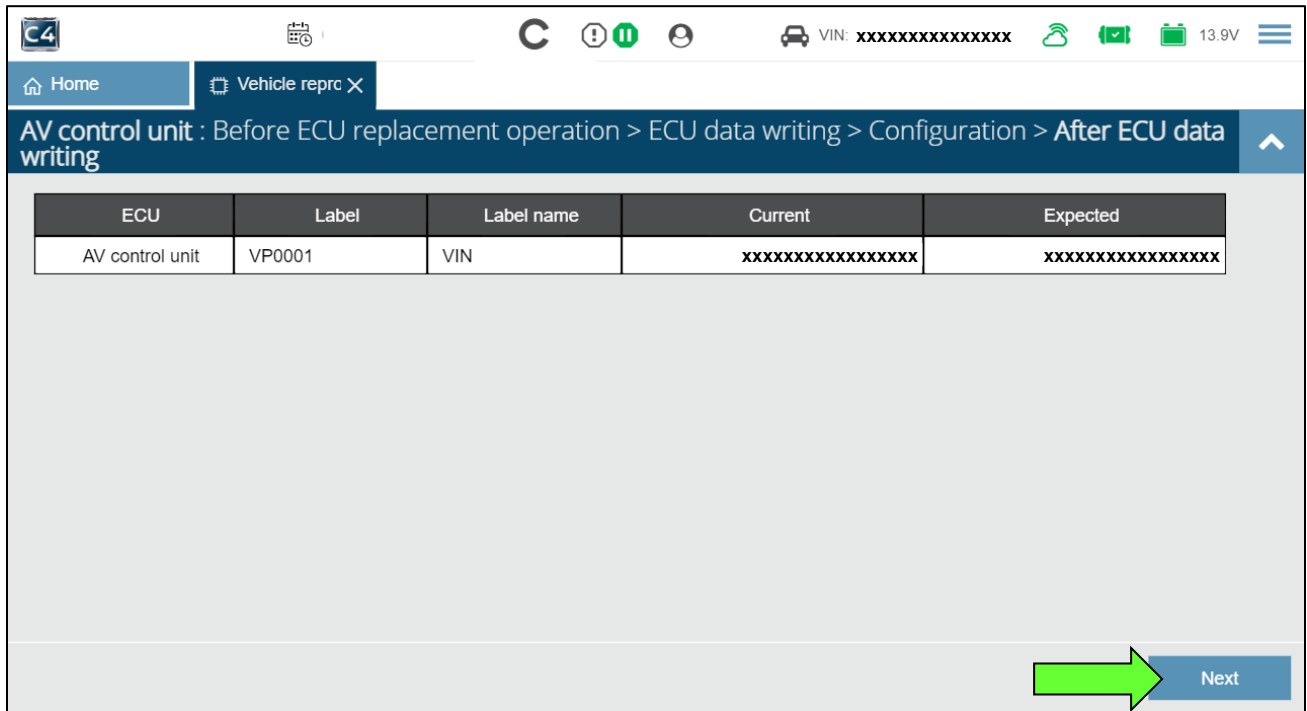 C4 VIN: xxxxxxxxxxxxxxx 13.9V
Home Vehicle repro
AV control unit : Before ECU replacement operation > ECU data writing > Configuration > After ECU data
writing
ECU Label Label name Current Expected
AV control unit VP0001 VIN xxxxxxxxxxxxxxxxx xxxxxxxxxxxxxxxxx
Next